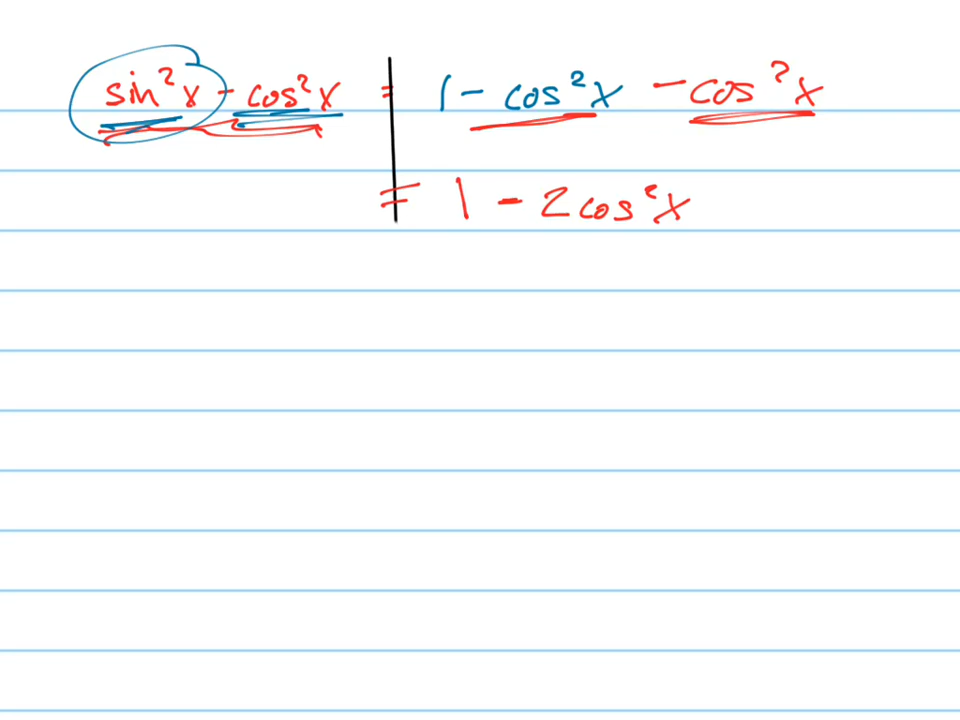 sin²x - cos²x = 1 - cos²x - cos²x
= 1 - 2cos²x